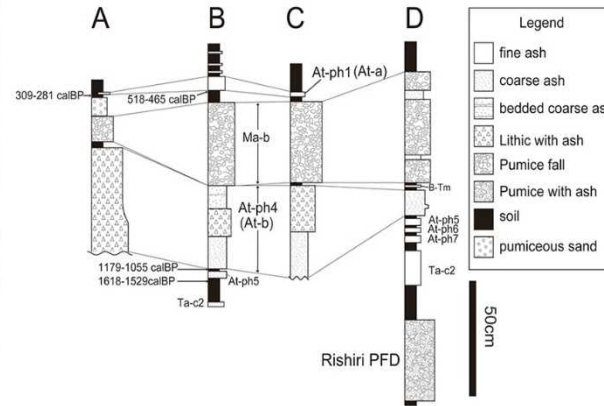 A
B
C
D
Legend
fine ash
coarse ash
bedded coarse as
Lithic with ash
Pumice fall
Pumice with ash
soil
pumiceous sand
309-281 calBP
518-465 calBP
At-ph1 (At-a)
Ma-b
At-ph4
(At-b)
1179-1055 calBP
1618-1529calBP
At-ph5
Ta-c2
B-Tm
At-ph5
At-ph6
At-ph7
Ta-c2
Rishiri PFD
50cm